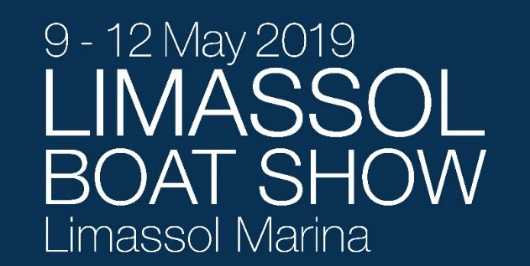 9 - 12 May 2019
LIMASSOL
BOAT SHOW
Limassol Marina